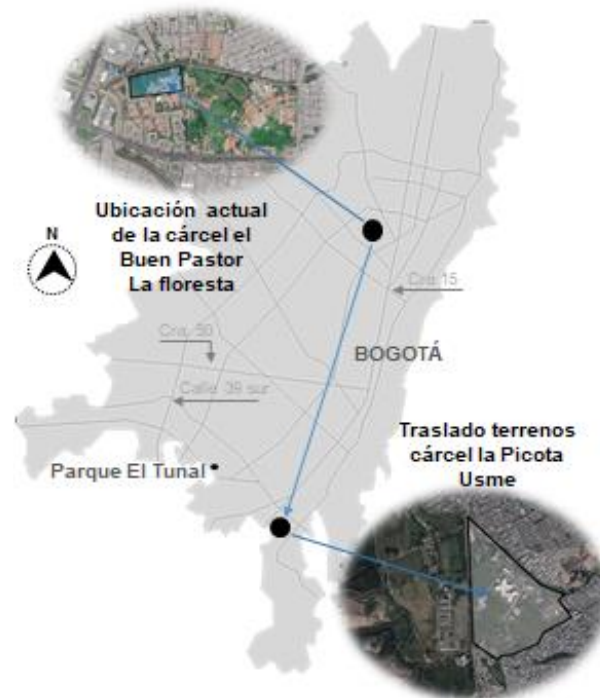 Ubicación actual
de la cárcel el
Buen Pastor
La floresta
N
Cra 15
Cra. 50
BOGOTÁ
Calle 39 sur
Traslado terrenos
cárcel la Picota
Usme
Parque El Tunal